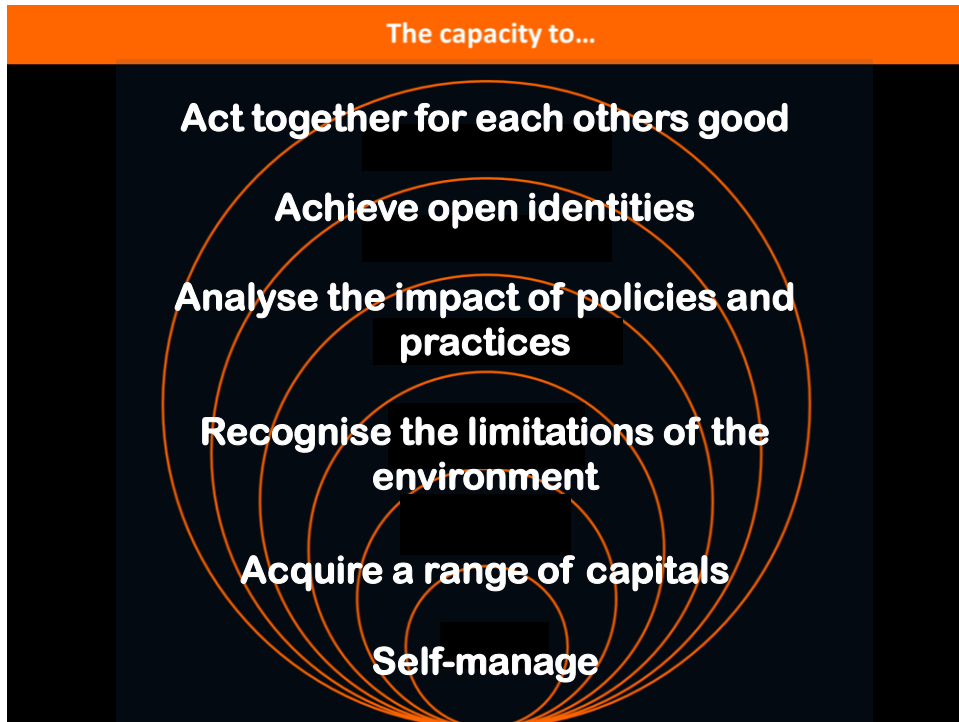 The capacity to...
Act together for each others good
Achieve open identities
Analyse the impact of policies and
practices
Recognise the limitations of the
environment
Acquire a range of capitals
Self-manage